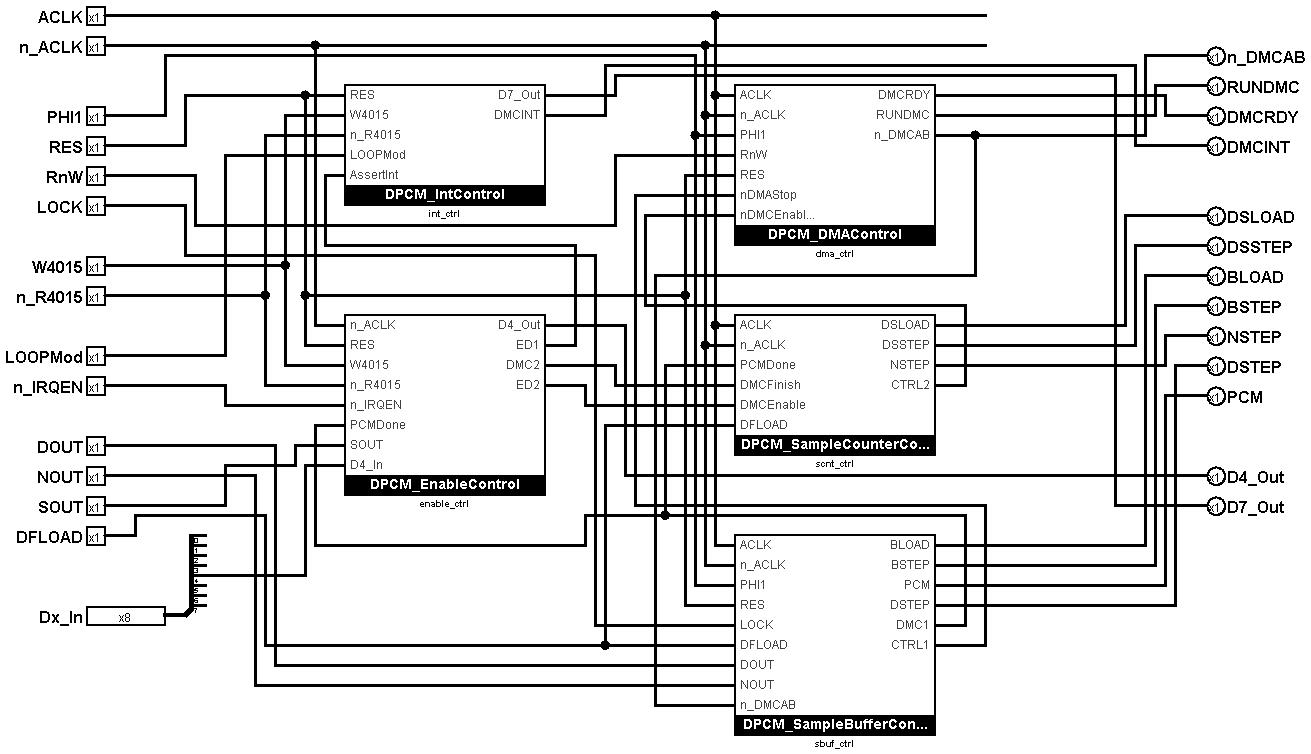 ACLK x1
n_ACLK x1
PHI1 x1
RES x1
RnW x1
LOCK x1
W4015 x1
n_R4015 x1
LOOPMod x1
n_IRQEN x1
DOUT x1
NOUT x1
SOUT x1
DFLOAD x1
Dx_In x8
RES D7_Out
W4015 DMCINT
n_R4015
LOOPMod
AssertInt
DPCM_IntControl
int_ctrl
n_ACLK D4_Out
RES ED1
W4015 DMC2
n_R4015 ED2
n_IRQEN
PCMDone
SOUT
D4_In
DPCM_EnableControl
enable_ctrl
ACLK DMCRDY
n_ACLK RUNDMC
PHI1 n_DMCAB
RnW
RES
nDMAStop
nDMCEnabl...
DPCM_DMAControl
dma_ctrl
ACLK DSLOAD
n_ACLK DSSTEP
PCMDone NSTEP
DMCFinish CTRL2
DMCEnable
DFLOAD
DPCM_SampleCounterCo...
scnt_ctrl
ACLK BLOAD
n_ACLK BSTEP
PHI1 PCM
RES DSTEP
LOCK DMC1
DFLOAD CTRL1
DOUT
NOUT
n_DMCAB
DPCM_SampleBufferCon...
sbuf_ctrl
x1 n_DMCAB
x1 RUNDMC
x1 DMCRDY
x1 DMCINT
x1 DSLOAD
x1 DSSTEP
x1 BLOAD
x1 BSTEP
x1 NSTEP
x1 DSTEP
x1 PCM
x1 D4_Out
x1 D7_Out